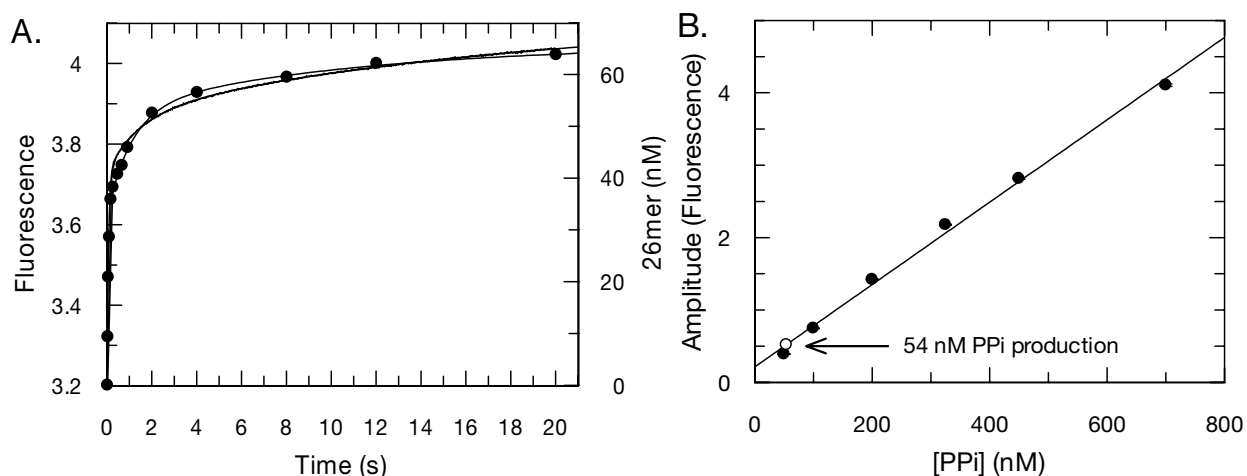 A.
Fluorescence
4
3.8
3.6
3.4
3.2
0 2 4 6 8 10 12 14 16 18 20
Time (s)
60
40
20
0
26mer (nM)
B.
Amplitude (Fluorescence)
4
2
0
54 nM PPi production
0 200 400 600 800
[PPi] (nM)